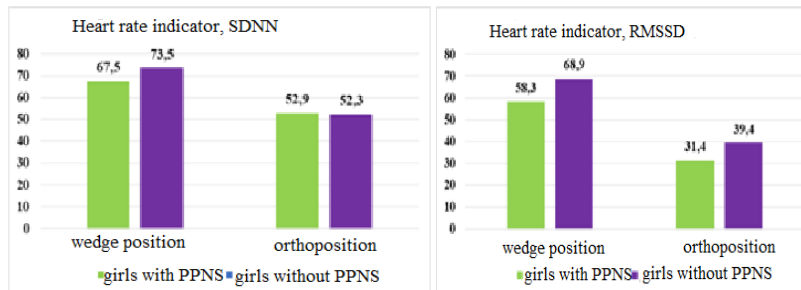 Heart rate indicator, SDNN
80
70
60
50
40
30
20
10
0
67,5
73,5
52,9
52,3
wedge position
orthoposition
girls with PPNS
girls without PPNS
Heart rate indicator, RMSSD
80
70
60
50
40
30
20
10
0
58,3
68,9
31,4
39,4
wedge position
orthoposition
girls with PPNS
girls without PPNS